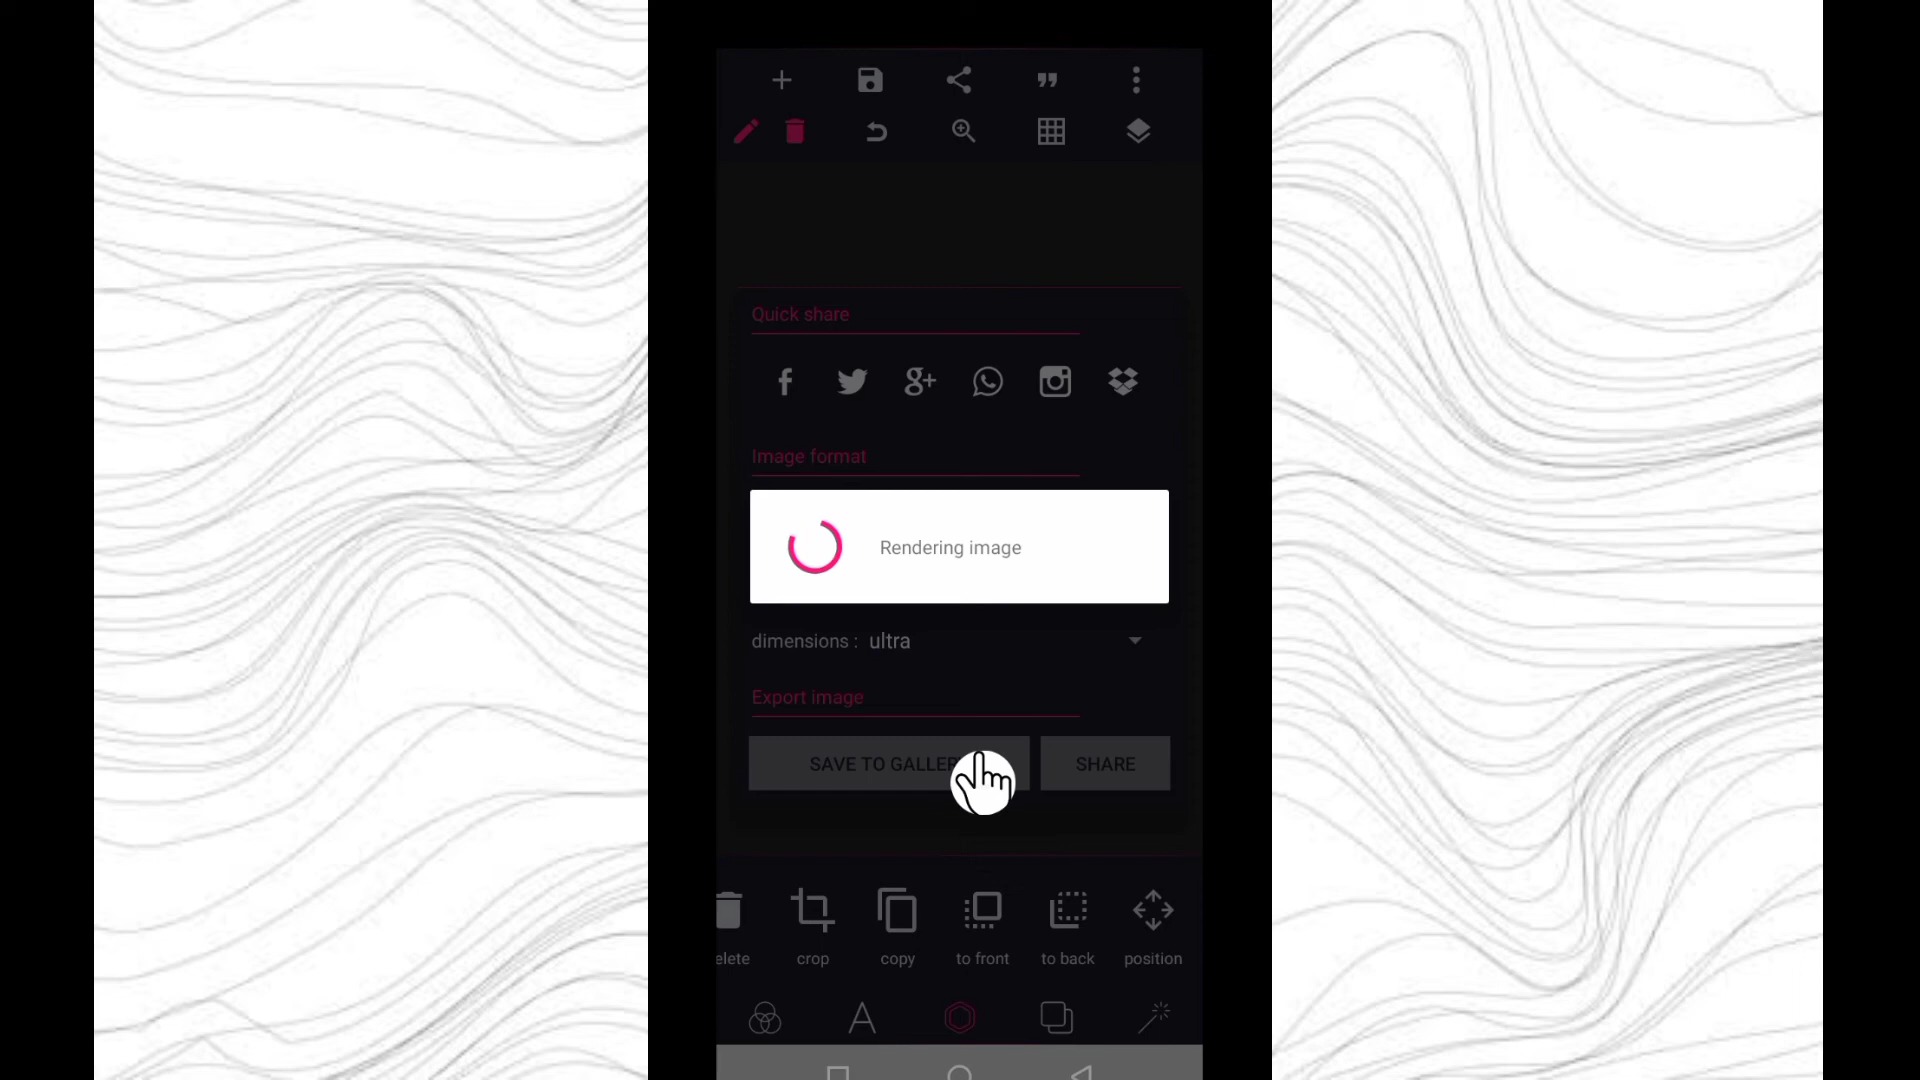 Quick share
Image format
Rendering image
dimensions : ultra
Export image
SAVE TO GALLER
SHARE
elete
crop
copy
to front
to back
position